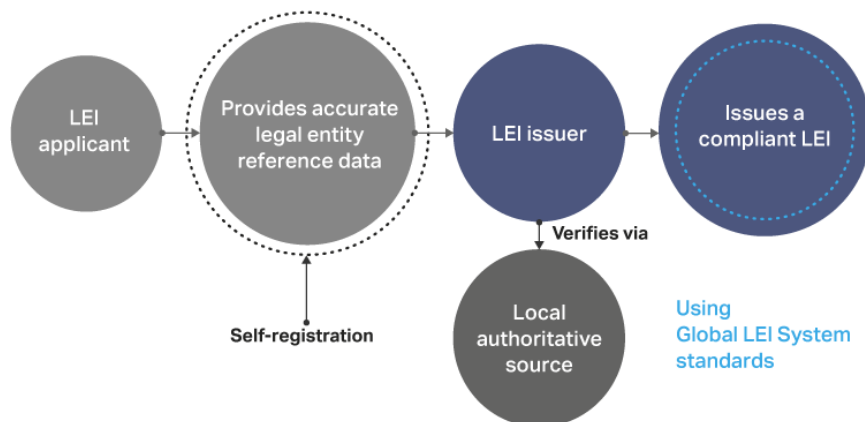 LEI
applicant
Provides accurate
legal entity
reference data
LEI issuer
Issues a
compliant LEI
Verifies via
Self-registration
Local
authoritative
source
Using
Global LEI System
standards